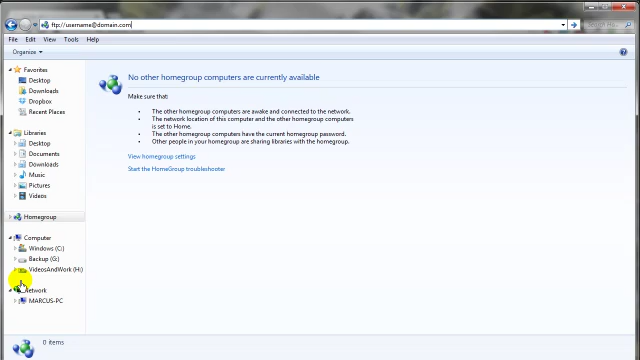 ftp://username@domain.com
Search Ho...
File Edit View Tools Help
Organize
Favorites
Desktop
Downloads
Dropbox
Recent Places
Libraries
Desktop
Documents
Downloads
Music
Pictures
Videos
Homegroup
Computer
Windows (C:)
Backup (G:)
VideosAndWork (H:)
Network
MARCUS-PC
No other homegroup computers are currently available
Make sure that:
• The other homegroup computers are awake and connected to the network.
• The network location of this computer and the other homegroup computers
is set to Home.
• The other homegroup computers have the current homegroup password.
• Other people in your homegroup are sharing libraries with the homegroup.
View homegroup settings
Start the HomeGroup troubleshooter
0 items